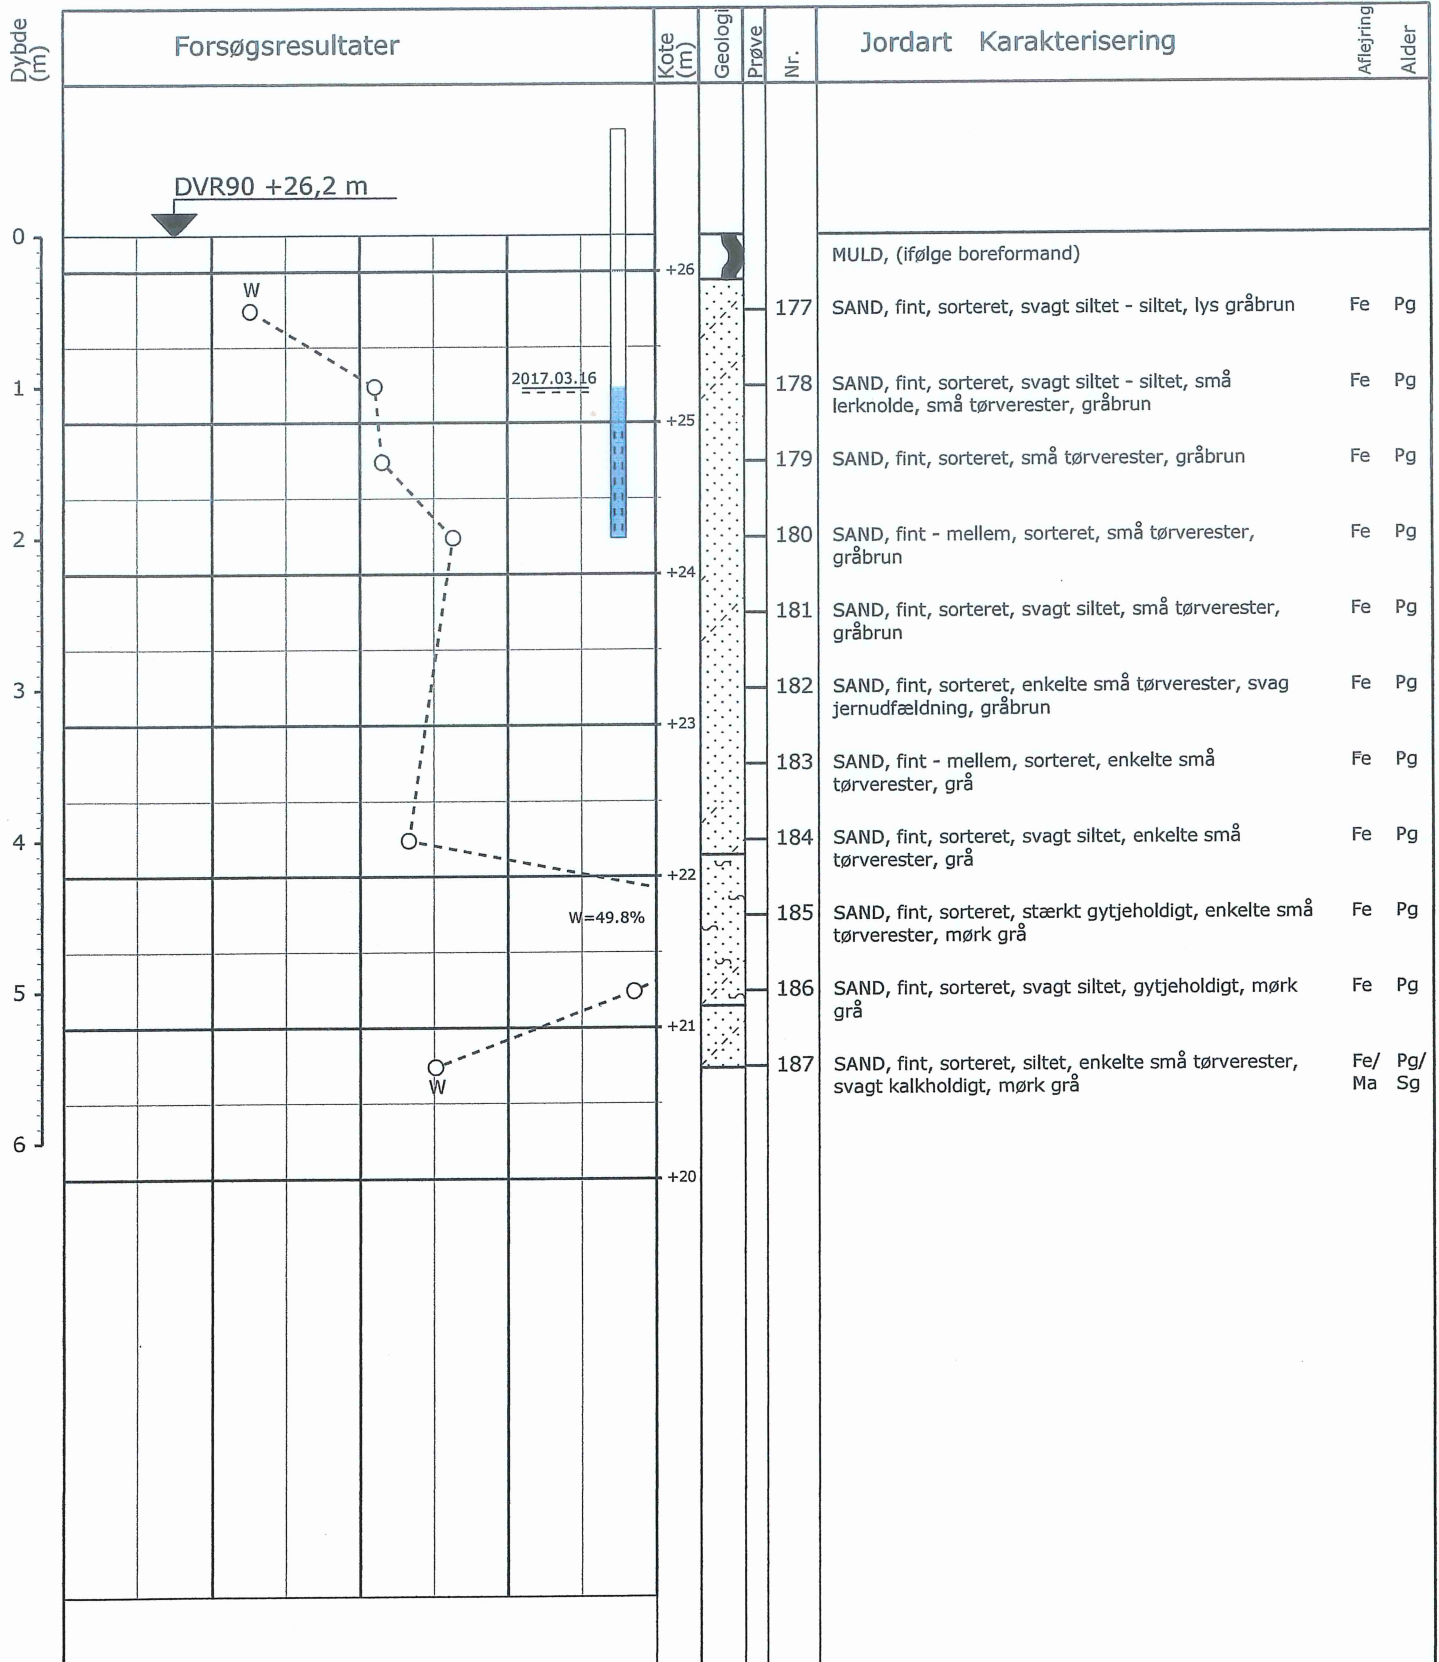 Dybde (m)
Forsøgsresultater
Kote (m)
Geologi
Prøve
Nr.
Jordart Karakterisering
Aflejring
Alder
DVR90 +26,2 m
0
MULD, (ifølge boreformand)
+26
W
177 SAND, fint, sorteret, svagt siltet - siltet, lys gråbrun Fe Pg
2017.03.16
1
178 SAND, fint, sorteret, svagt siltet - siltet, små Fe Pg
lerknolde, små tørverester, gråbrun
+25
179 SAND, fint, sorteret, små tørverester, gråbrun Fe Pg
2
180 SAND, fint - mellem, sorteret, små tørverester, Fe Pg
gråbrun
+24
181 SAND, fint, sorteret, svagt siltet, små tørverester, Fe Pg
gråbrun
3
182 SAND, fint, sorteret, enkelte små tørverester, svag Fe Pg
jernudfældning, gråbrun
+23
183 SAND, fint - mellem, sorteret, enkelte små Fe Pg
tørverester, grå
4
184 SAND, fint, sorteret, svagt siltet, enkelte små Fe Pg
tørverester, grå
+22
W=49.8%
185 SAND, fint, sorteret, stærkt gytjeholdigt, enkelte små Fe Pg
tørverester, mørk grå
5
186 SAND, fint, sorteret, svagt siltet, gytjeholdigt, mørk Fe Pg
grå
+21
187 SAND, fint, sorteret, siltet, enkelte små tørverester, Fe/ Pg/
W
svagt kalkholdigt, mørk grå Ma Sg
6
+20